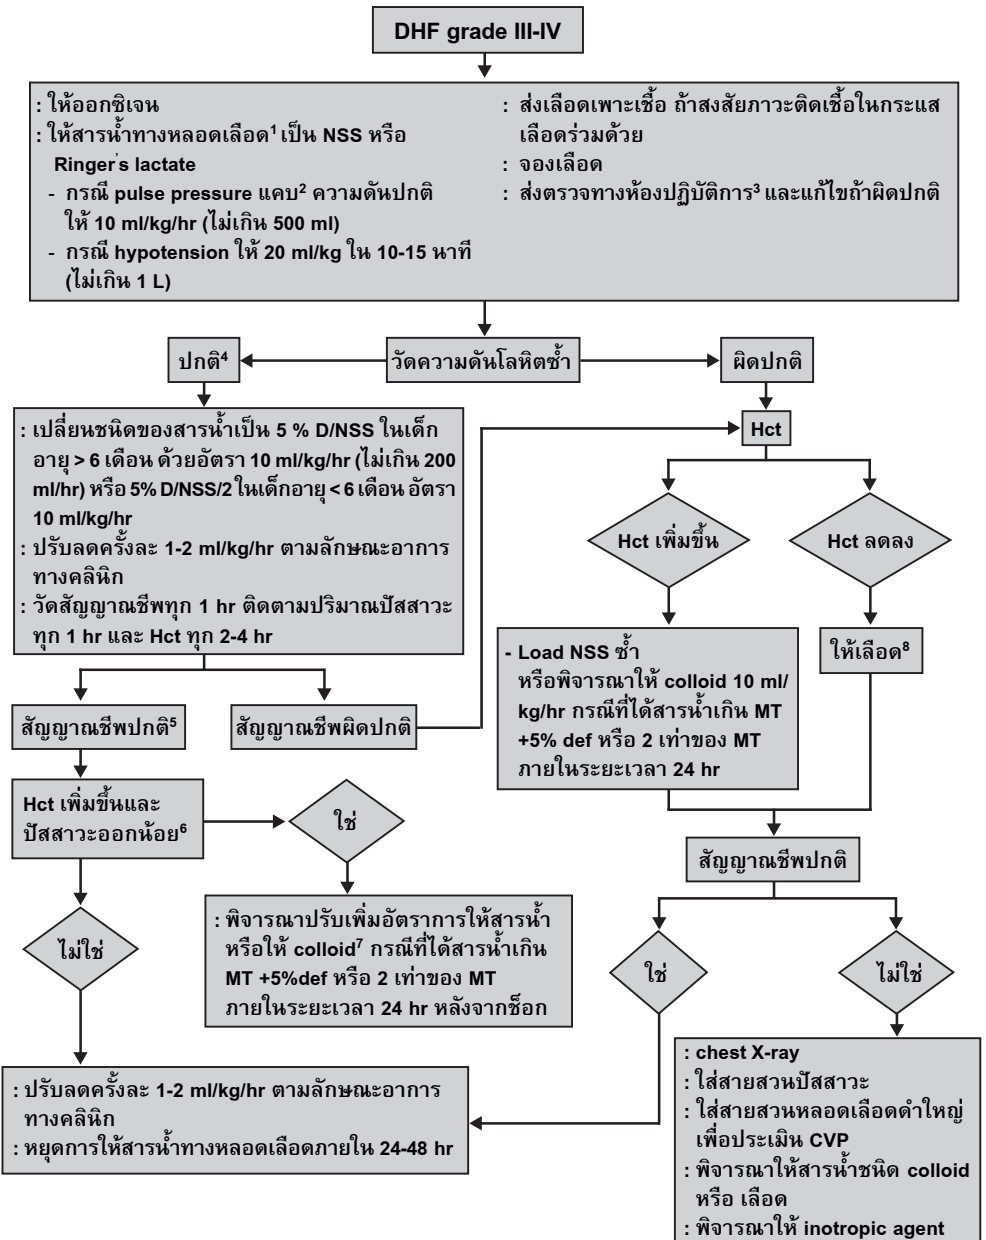 DHF grade III-IV
: ให้ออกซิเจน
: ให้สารน้ำทางหลอดเลือด¹ เป็น NSS หรือ
Ringer's lactate
- กรณี pulse pressure แคบ² ความดันปกติ
ให้ 10 ml/kg/hr (ไม่เกิน 500 ml)
- กรณี hypotension ให้ 20 ml/kg ใน 10-15 นาที
(ไม่เกิน 1 L)
: ส่งเลือดเพาะเชื้อ ถ้าสงสัยภาวะติดเชื้อในกระแส
เลือดร่วมด้วย
: จองเลือด
: ส่งตรวจทางห้องปฏิบัติการ³ และแก้ไขถ้าผิดปกติ
ปกติ⁴
วัดความดันโลหิตซ้ำ
ผิดปกติ
: เปลี่ยนชนิดของสารน้ำเป็น 5 % D/NSS ในเด็ก
อายุ > 6 เดือน ด้วยอัตรา 10 ml/kg/hr (ไม่เกิน 200
ml/hr) หรือ 5% D/NSS/2 ในเด็กอายุ < 6 เดือน อัตรา
10 ml/kg/hr
: ปรับลดครั้งละ 1-2 ml/kg/hr ตามลักษณะอาการ
ทางคลินิก
: วัดสัญญาณชีพทุก 1 hr ติดตามปริมาณปัสสาวะ
ทุก 1 hr และ Hct ทุก 2-4 hr
Hct
Hct เพิ่มขึ้น
Hct ลดลง
- Load NSS ซ้ำ
หรือพิจารณาให้ colloid 10 ml/
kg/hr กรณีที่ได้สารน้ำเกิน MT
+5% def หรือ 2 เท่าของ MT
ภายในระยะเวลา 24 hr
ให้เลือด⁸
สัญญาณชีพปกติ⁵
สัญญาณชีพผิดปกติ
Hct เพิ่มขึ้นและ
ปัสสาวะออกน้อย⁶
ใช่
สัญญาณชีพปกติ
ไม่ใช่
: พิจารณาปรับเพิ่มอัตราการให้สารน้ำ
หรือให้ colloid⁷ กรณีที่ได้สารน้ำเกิน
MT +5%def หรือ 2 เท่าของ MT
ภายในระยะเวลา 24 hr หลังจากช็อก
ใช่
ไม่ใช่
: ปรับลดครั้งละ 1-2 ml/kg/hr ตามลักษณะอาการ
ทางคลินิก
: หยุดการให้สารน้ำทางหลอดเลือดภายใน 24-48 hr
: chest X-ray
: ใส่สายสวนปัสสาวะ
: ใส่สายสวนหลอดเลือดดำใหญ่
เพื่อประเมิน CVP
: พิจารณาให้สารน้ำชนิด colloid
หรือ เลือด
: พิจารณาให้ inotropic agent